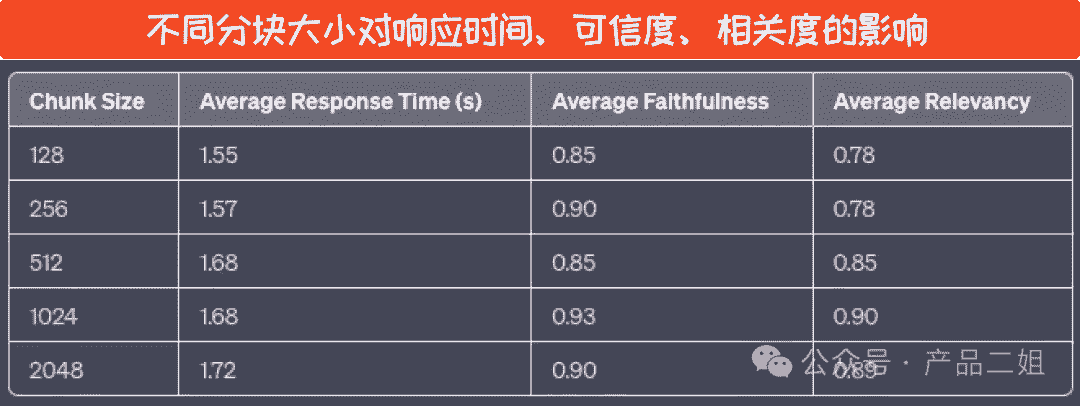 不同分块大小对响应时间、可信度、相关度的影响
Chunk Size Average Response Time (s) Average Faithfulness Average Relevancy
128 1.55 0.85 0.78
256 1.57 0.90 0.78
512 1.68 0.85 0.85
1024 1.68 0.93 0.90
2048 1.72 0.90 0.89
公众号·产品二姐